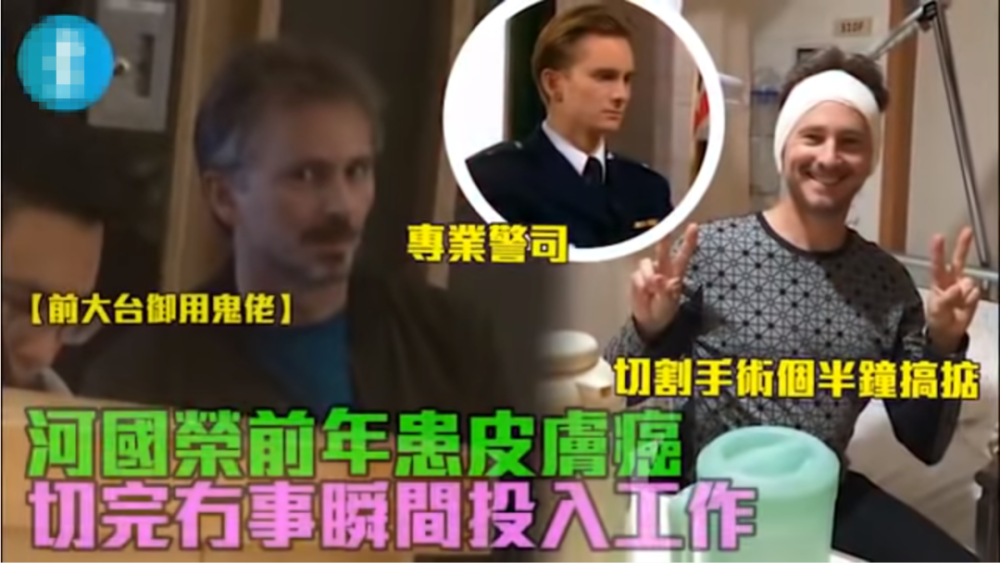 t
專業警司
【前大台御用鬼佬】
切割手術個半鐘搞掂
河國榮前年患皮膚癌
切完冇事瞬間投入工作